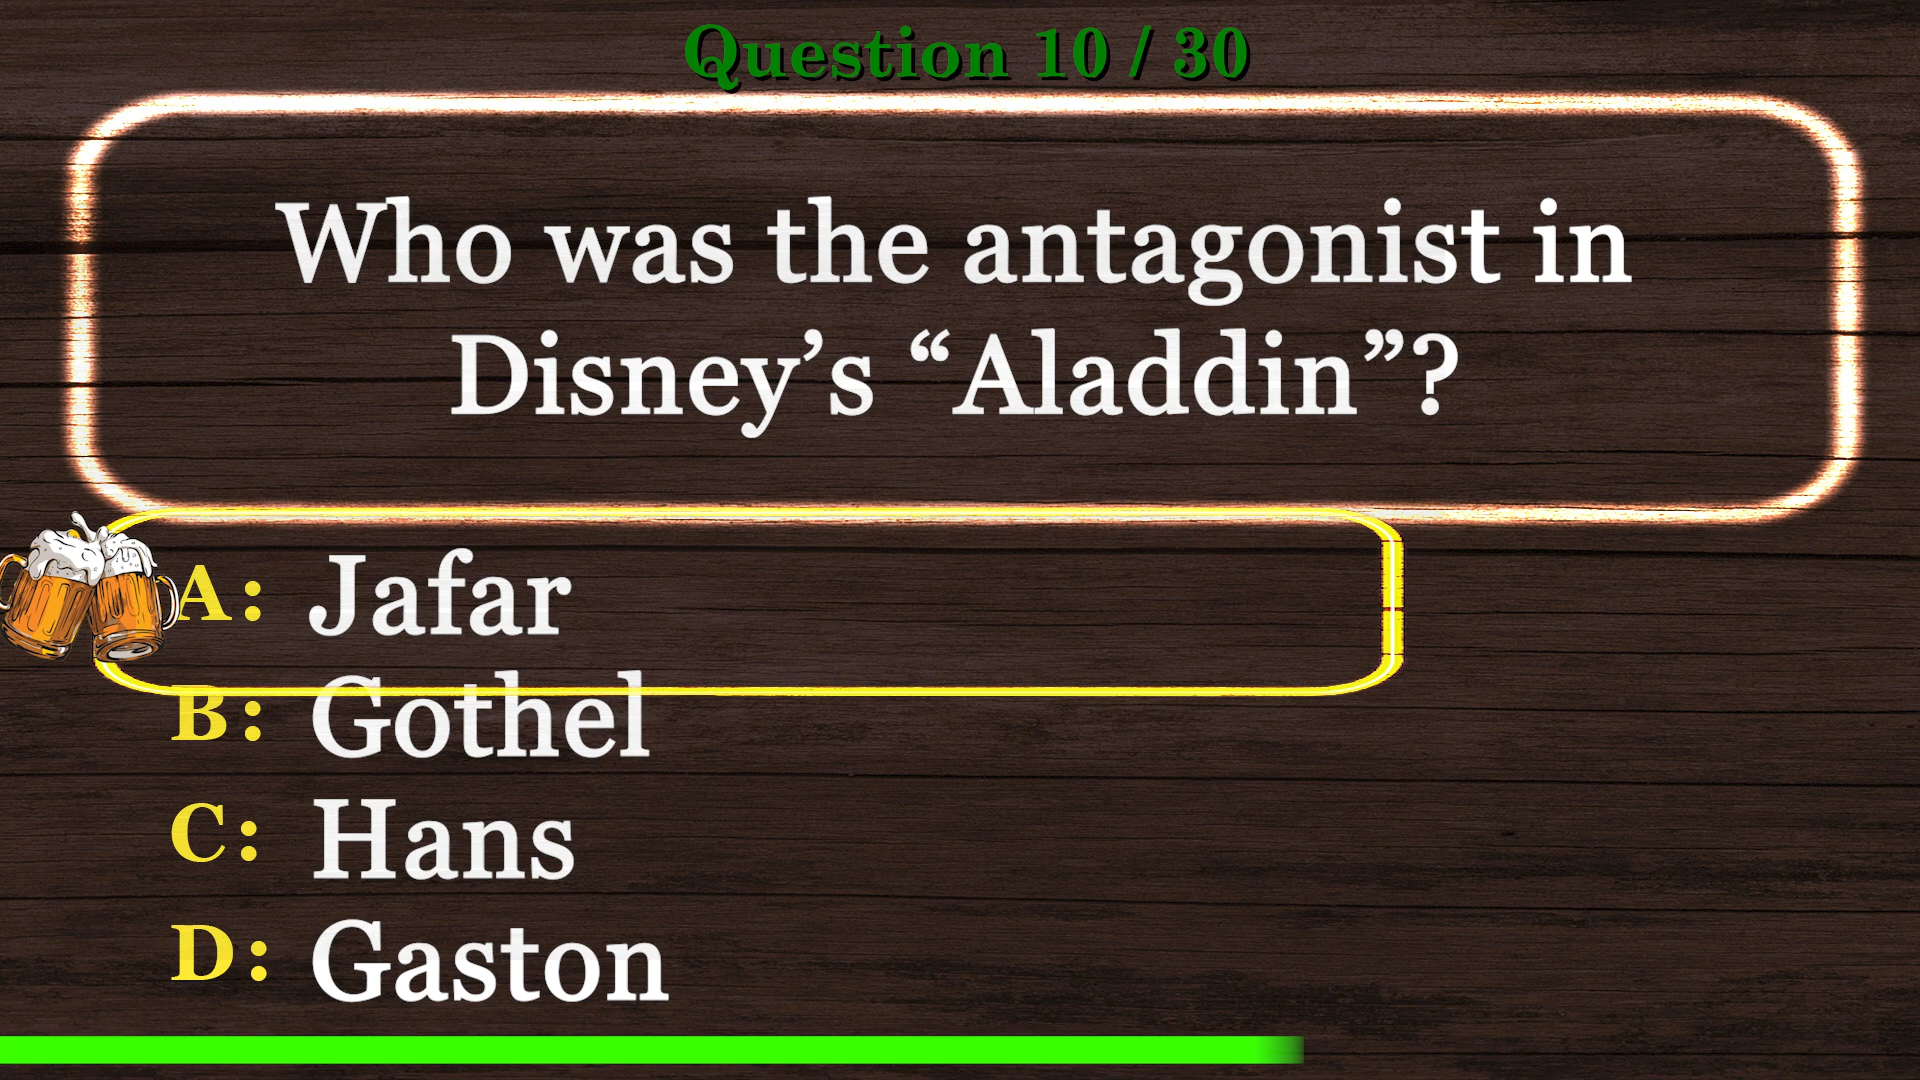 Question 10 / 30
Who was the antagonist in
Disney’s “Aladdin”?
A: Jafar
B: Gothel
C: Hans
D: Gaston